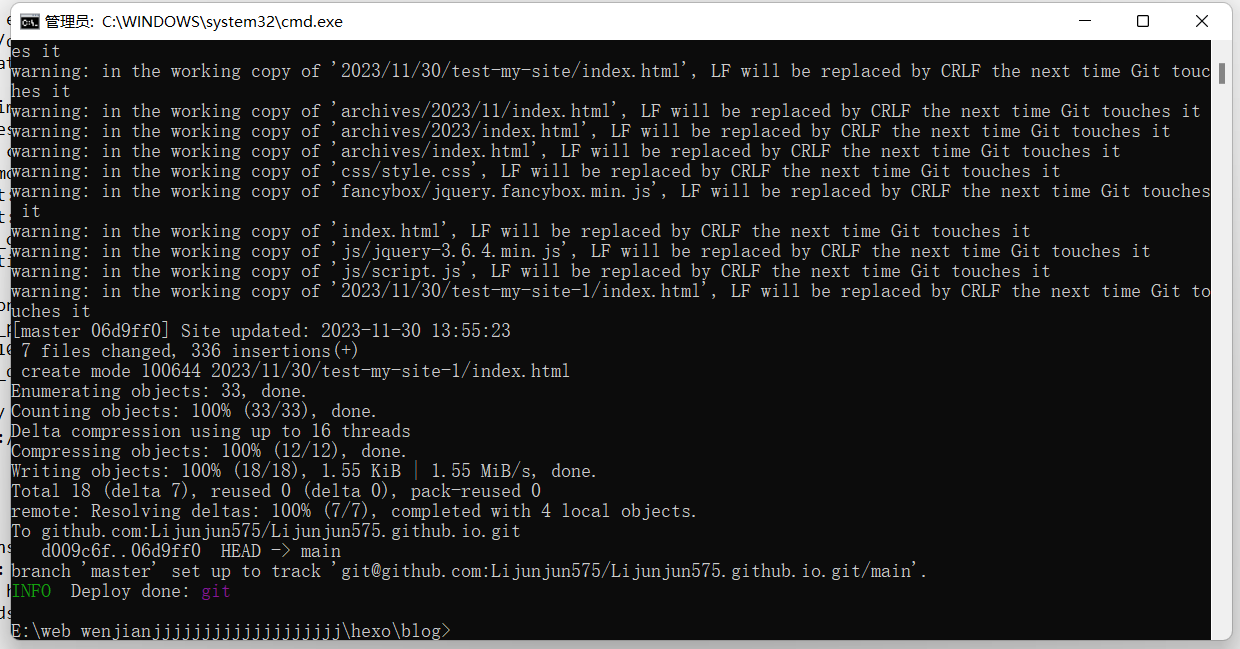 管理员: C:\WINDOWS\system32\cmd.exe
es it
warning: in the working copy of '2023/11/30/test-my-site/index.html', LF will be replaced by CRLF the next time Git touc
hes it
warning: in the working copy of 'archives/2023/11/index.html', LF will be replaced by CRLF the next time Git touches it
warning: in the working copy of 'archives/2023/index.html', LF will be replaced by CRLF the next time Git touches it
warning: in the working copy of 'archives/index.html', LF will be replaced by CRLF the next time Git touches it
warning: in the working copy of 'css/style.css', LF will be replaced by CRLF the next time Git touches it
warning: in the working copy of 'fancybox/jquery.fancybox.min.js', LF will be replaced by CRLF the next time Git touches
 it
warning: in the working copy of 'index.html', LF will be replaced by CRLF the next time Git touches it
warning: in the working copy of 'js/jquery-3.6.4.min.js', LF will be replaced by CRLF the next time Git touches it
warning: in the working copy of 'js/script.js', LF will be replaced by CRLF the next time Git touches it
warning: in the working copy of '2023/11/30/test-my-site-1/index.html', LF will be replaced by CRLF the next time Git to
uches it
[master 06d9ff0] Site updated: 2023-11-30 13:55:23
 7 files changed, 336 insertions(+)
 create mode 100644 2023/11/30/test-my-site-1/index.html
Enumerating objects: 33, done.
Counting objects: 100% (33/33), done.
Delta compression using up to 16 threads
Compressing objects: 100% (12/12), done.
Writing objects: 100% (18/18), 1.55 KiB | 1.55 MiB/s, done.
Total 18 (delta 7), reused 0 (delta 0), pack-reused 0
remote: Resolving deltas: 100% (7/7), completed with 4 local objects.
To github.com:Lijunjun575/Lijunjun575.github.io.git
   d009c6f..06d9ff0  HEAD -> main
branch 'master' set up to track 'git@github.com:Lijunjun575/Lijunjun575.github.io.git/main'.
INFO  Deploy done: git
E:\web wenjianjjjjjjjjjjjjjjjjjjj\hexo\blog>